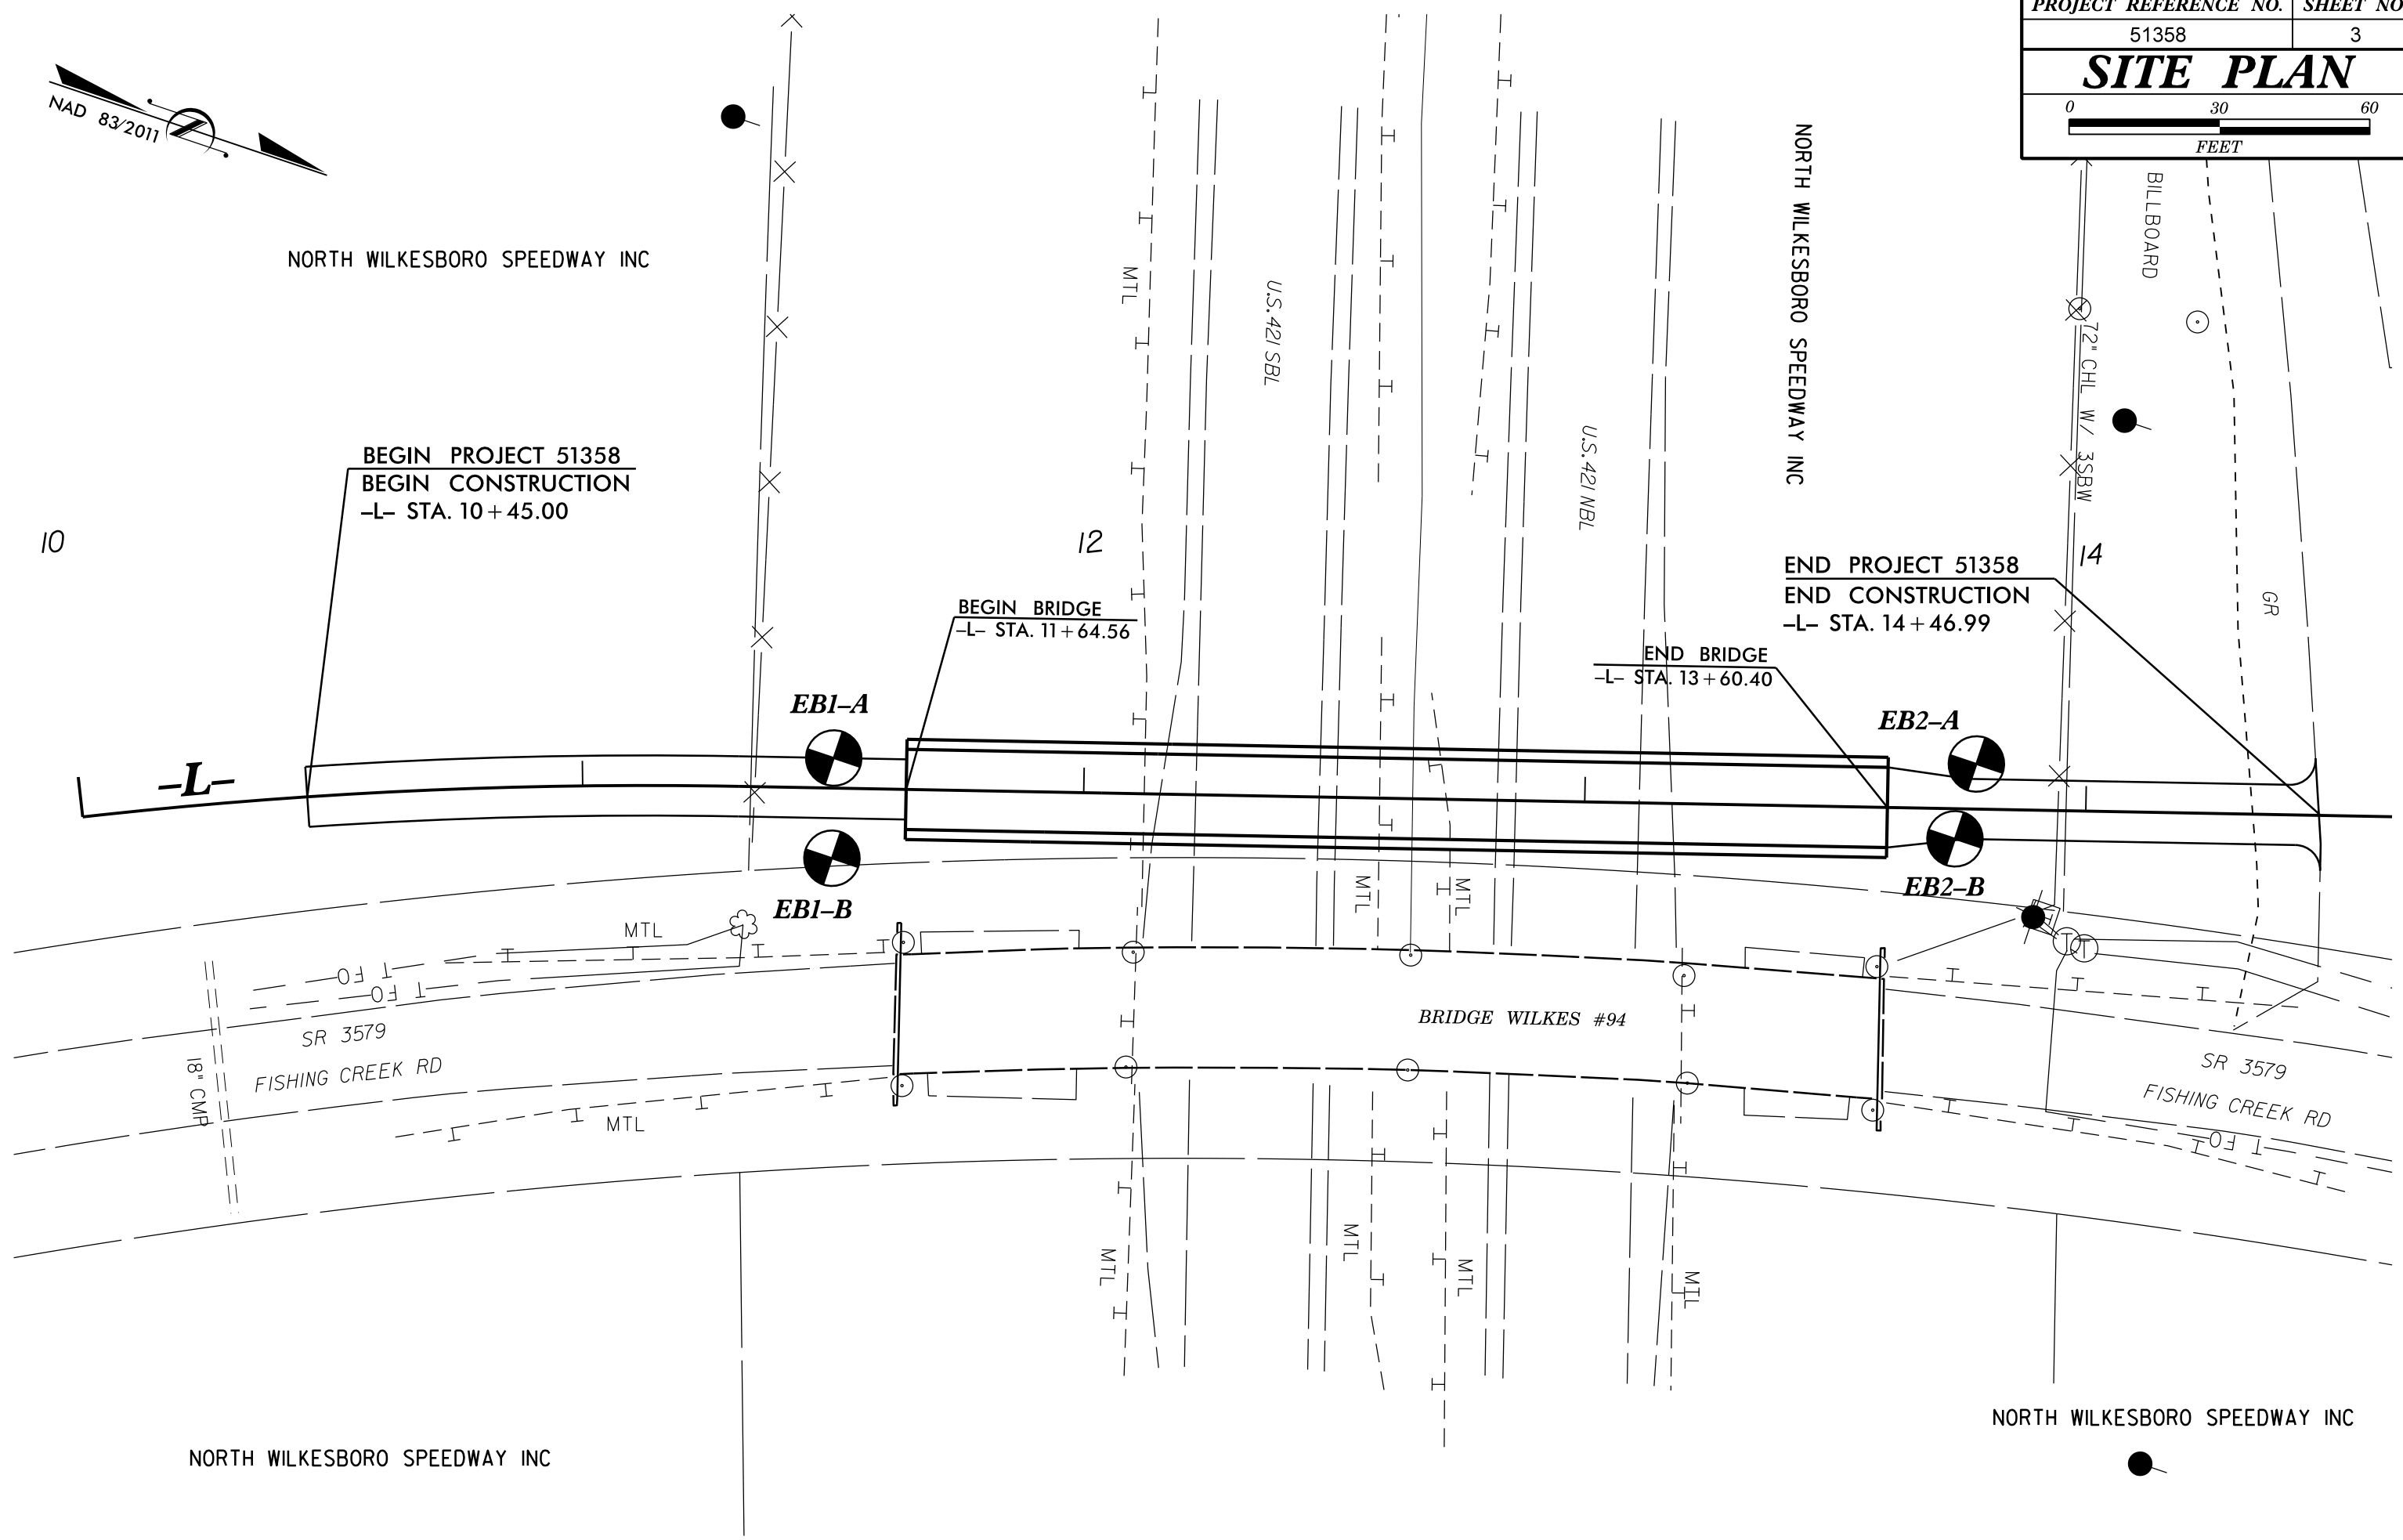 PROJECT REFERENCE NO. SHEET NO
51358 3
SITE PLAN
0 30 60
FEET
NAD 83/2011
NORTH WILKESBORO SPEEDWAY INC
NORTH WILKESBORO SPEEDWAY INC
BILLBOARD
MTL
U.S. 421 SBL
U.S. 421 NBL
72" CHL W/ 3SBW
BEGIN PROJECT 51358
BEGIN CONSTRUCTION
–L– STA. 10+45.00
10
12
14
BEGIN BRIDGE
–L– STA. 11+64.56
END PROJECT 51358
END CONSTRUCTION
–L– STA. 14+46.99
GR
END BRIDGE
–L– STA. 13+60.40
EB1–A
EB2–A
–L–
EB1–B
EB2–B
MTL
MTL
MTL
T FO
T FO
T
T
BRIDGE WILKES #94
SR 3579
FISHING CREEK RD
18" CMP
MTL
SR 3579
FISHING CREEK RD
T FO
MTL
MTL
MTL
MTL
NORTH WILKESBORO SPEEDWAY INC
NORTH WILKESBORO SPEEDWAY INC